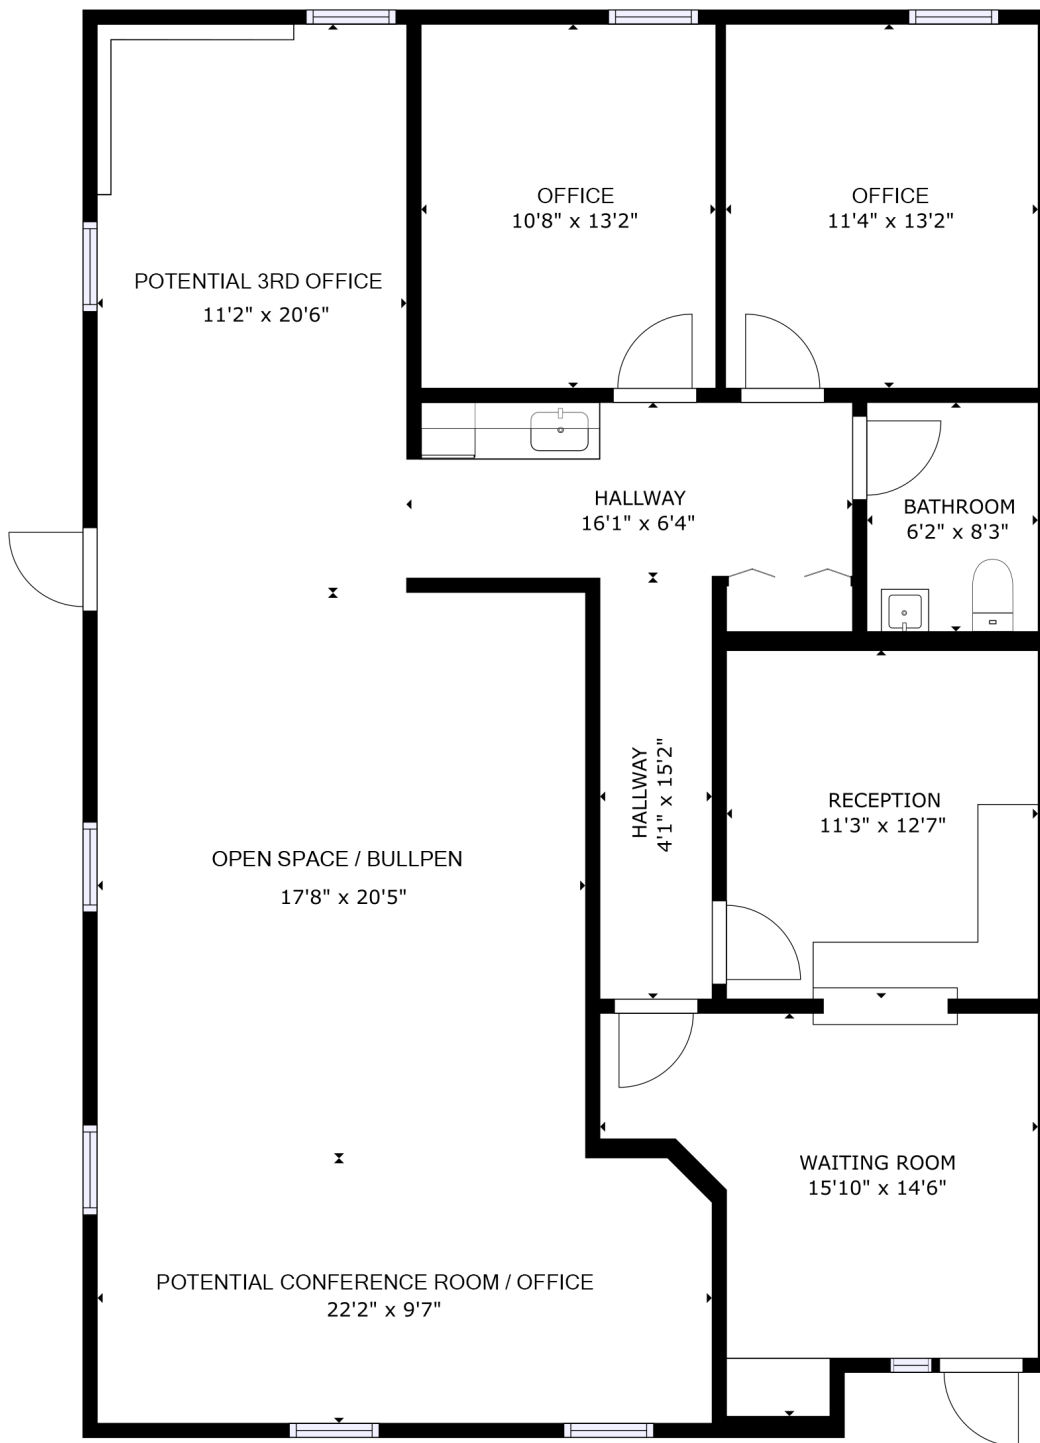 OFFICE
10'8" x 13'2"
OFFICE
11'4" x 13'2"
POTENTIAL 3RD OFFICE
11'2" x 20'6"
HALLWAY
16'1" x 6'4"
BATHROOM
6'2" x 8'3"
HALLWAY
4'1" x 15'2"
RECEPTION
11'3" x 12'7"
OPEN SPACE / BULLPEN
17'8" x 20'5"
WAITING ROOM
15'10" x 14'6"
POTENTIAL CONFERENCE ROOM / OFFICE
22'2" x 9'7"